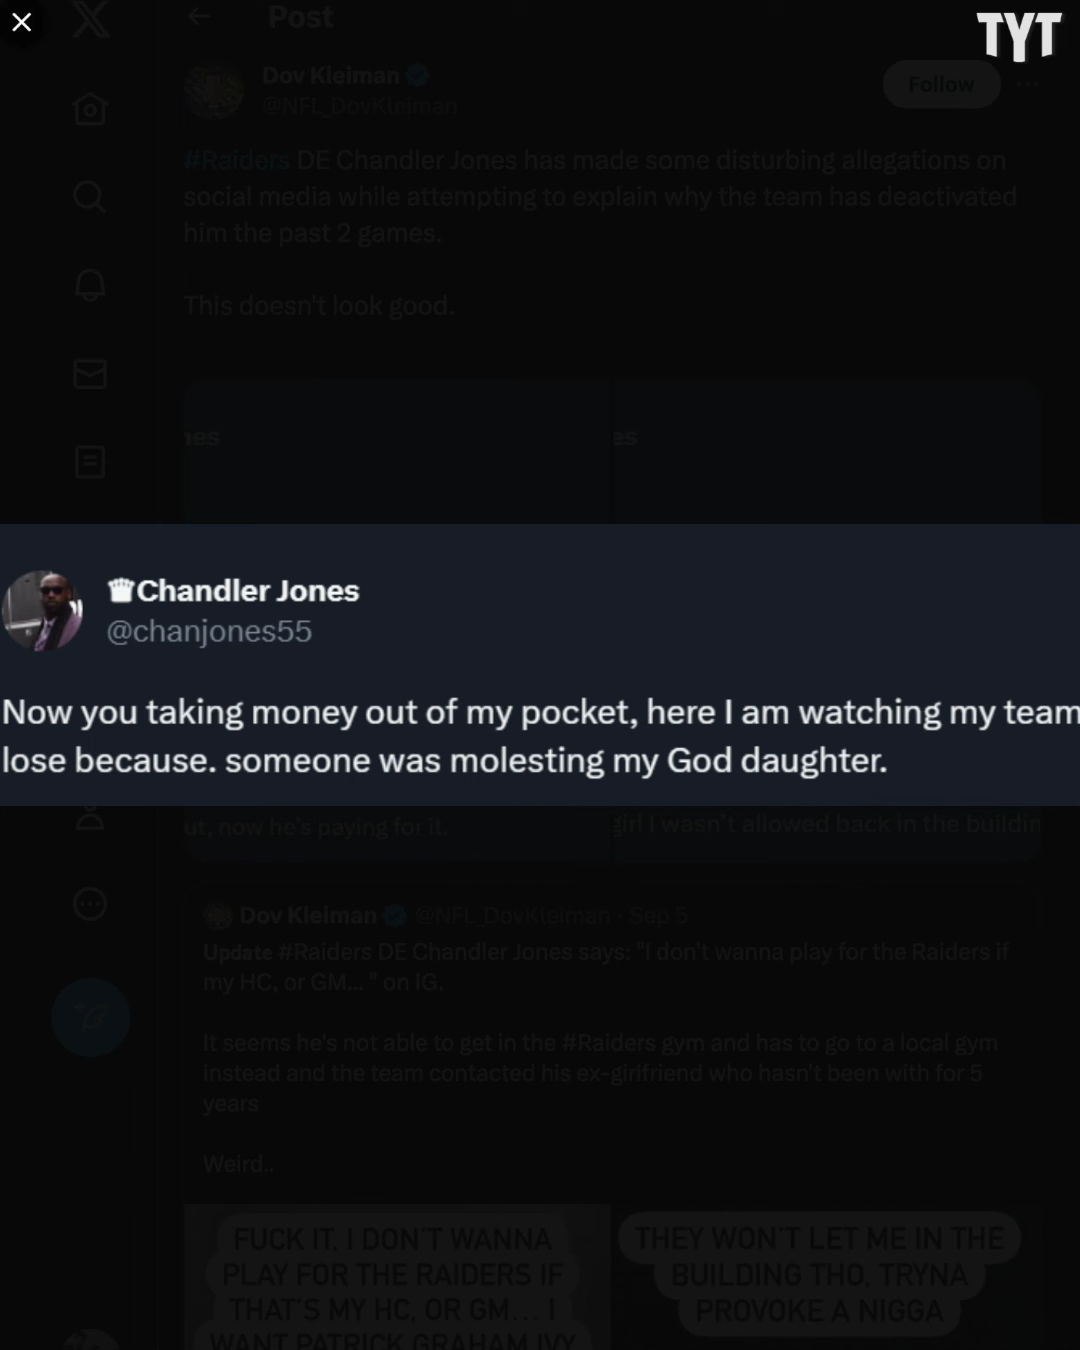 TYT
Post
Dov Kleiman
@NFL_DovKleiman
Follow
#Raiders DE Chandler Jones has made some disturbing allegations on
social media while attempting to explain why the team has deactivated
him the past 2 games.
This doesn't look good.
nes
es
♛Chandler Jones
@chanjones55
Now you taking money out of my pocket, here I am watching my team
lose because. someone was molesting my God daughter.
ut, now he's paying for it.
girl I wasn't allowed back in the buildin
Dov Kleiman @NFL_DovKleiman · Sep 5
Update #Raiders DE Chandler Jones says: "I don't wanna play for the Raiders if
my HC, or GM... " on IG.
It seems he's not able to get in the #Raiders gym and has to go to a local gym
instead and the team contacted his ex-girlfriend who hasn't been with for 5
years
Weird..
FUCK IT, I DON'T WANNA
PLAY FOR THE RAIDERS IF
THAT'S MY HC, OR GM... I
WANT PATRICK GRAHAM IVY
THEY WON'T LET ME IN THE
BUILDING THO, TRYNA
PROVOKE A NIGGA